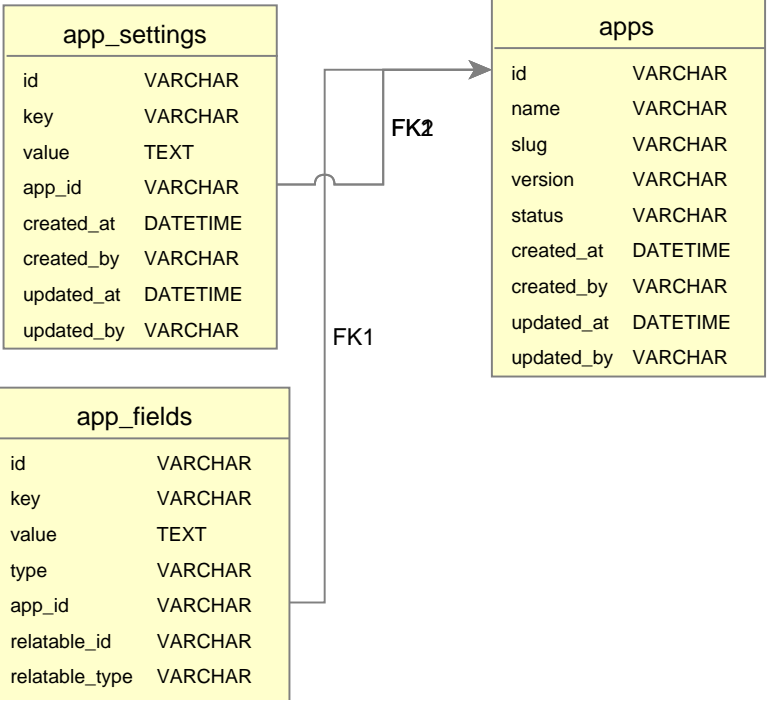 app_settings
id VARCHAR
key VARCHAR
value TEXT
app_id VARCHAR
created_at DATETIME
created_by VARCHAR
updated_at DATETIME
updated_by VARCHAR
apps
id VARCHAR
name VARCHAR
slug VARCHAR
version VARCHAR
status VARCHAR
created_at DATETIME
created_by VARCHAR
updated_at DATETIME
updated_by VARCHAR
FK1
app_fields
id VARCHAR
key VARCHAR
value TEXT
type VARCHAR
app_id VARCHAR
relatable_id VARCHAR
relatable_type VARCHAR